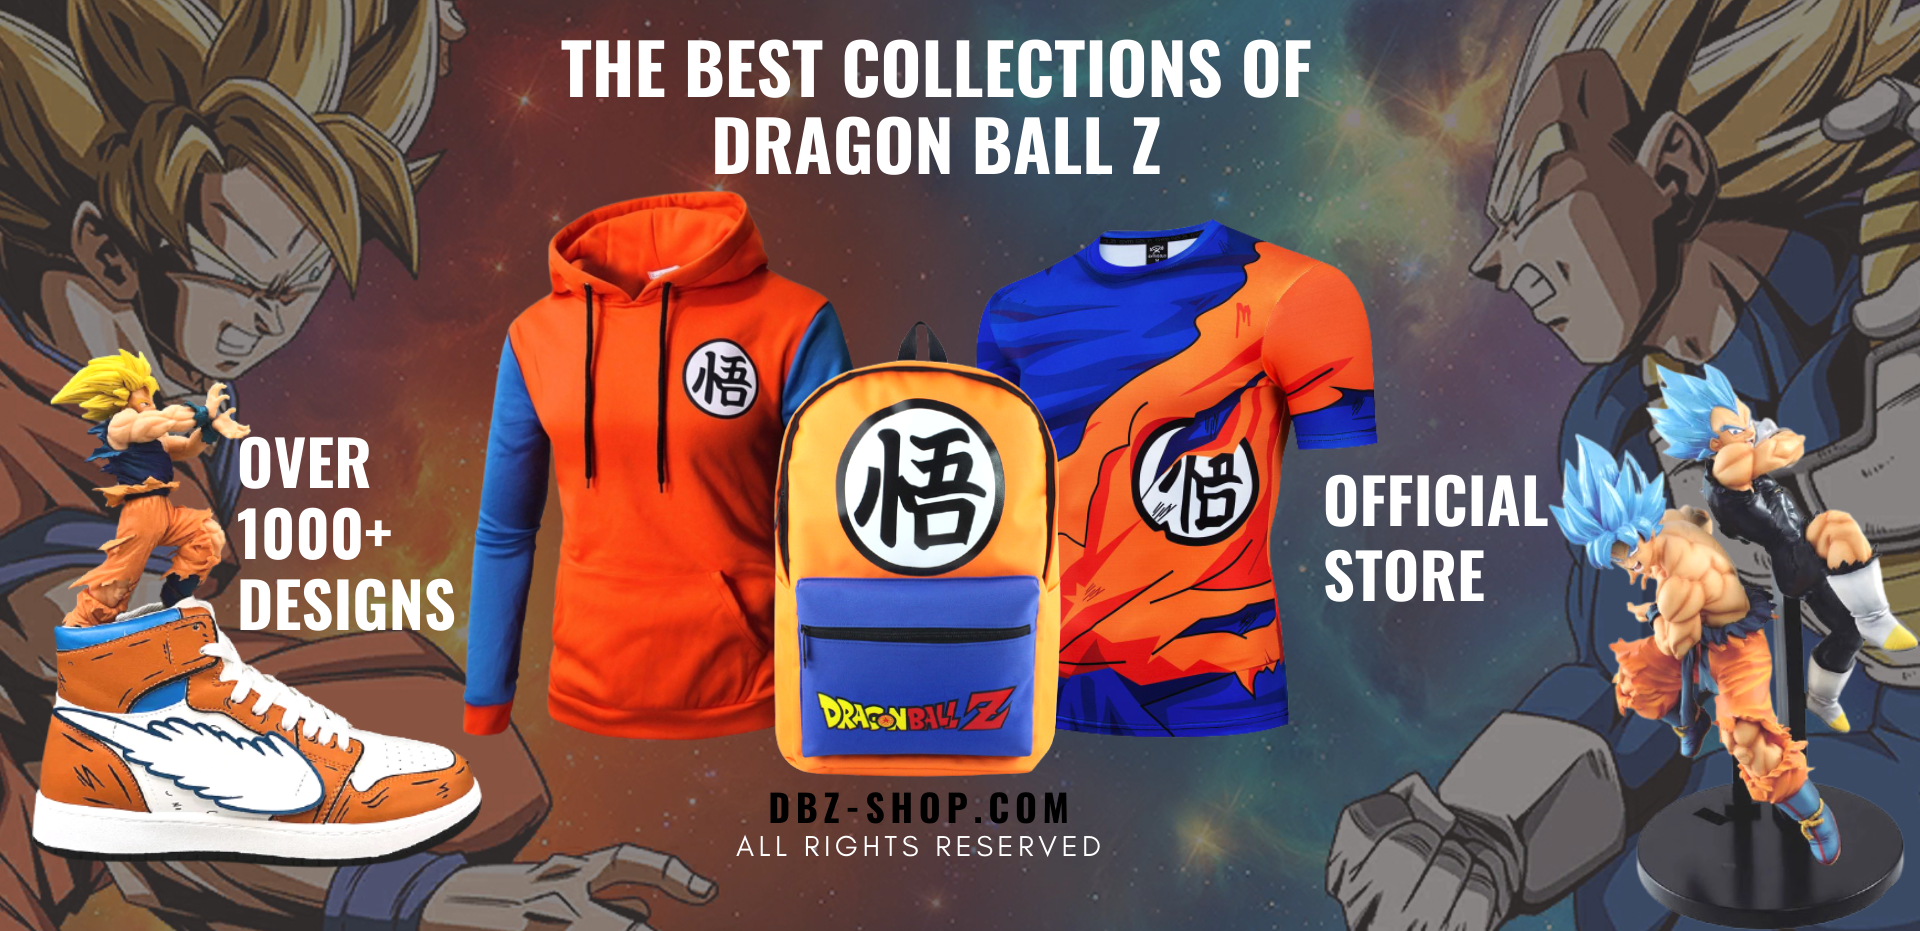 THE BEST COLLECTIONS OF
DRAGON BALL Z
悟
悟
悟
OVER
1000+
DESIGNS
OFFICIAL
STORE
DRAGON BALL Z
DBZ-SHOP.COM
ALL RIGHTS RESERVED